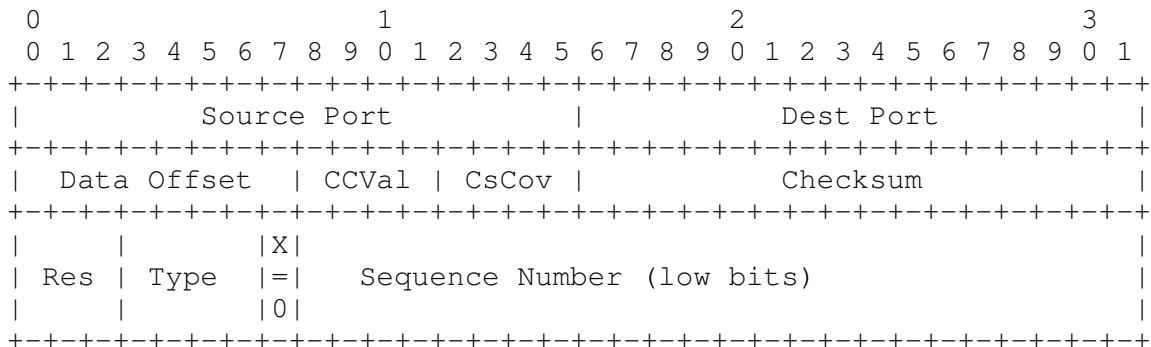 0                   1                   2                   3
 0 1 2 3 4 5 6 7 8 9 0 1 2 3 4 5 6 7 8 9 0 1 2 3 4 5 6 7 8 9 0 1
+-+-+-+-+-+-+-+-+-+-+-+-+-+-+-+-+-+-+-+-+-+-+-+-+-+-+-+-+-+-+-+-+
|          Source Port          |           Dest Port           |
+-+-+-+-+-+-+-+-+-+-+-+-+-+-+-+-+-+-+-+-+-+-+-+-+-+-+-+-+-+-+-+-+
|  Data Offset  | CCVal | CsCov |           Checksum            |
+-+-+-+-+-+-+-+-+-+-+-+-+-+-+-+-+-+-+-+-+-+-+-+-+-+-+-+-+-+-+-+-+
|     |       |X|                                               |
| Res | Type  |=|   Sequence Number (low bits)                  |
|     |       |0|                                               |
+-+-+-+-+-+-+-+-+-+-+-+-+-+-+-+-+-+-+-+-+-+-+-+-+-+-+-+-+-+-+-+-+